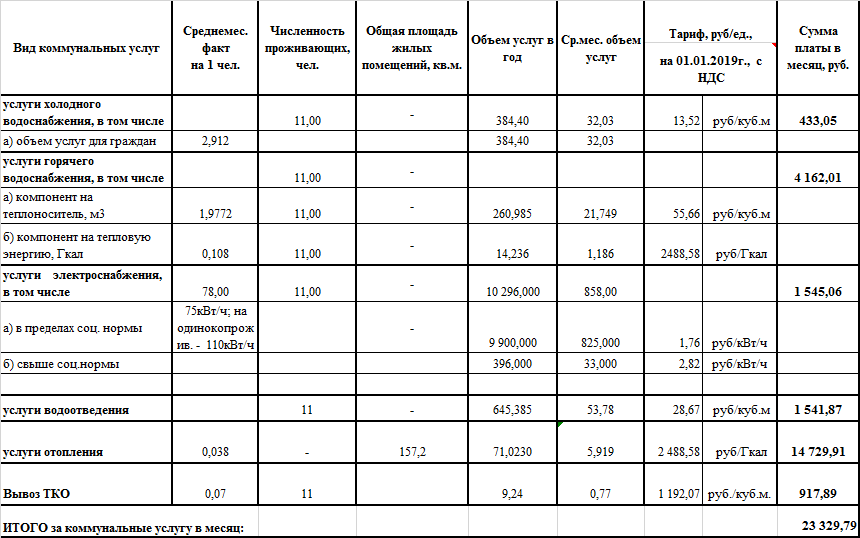 Вид коммунальных услуг | Среднемес. факт на 1 чел. | Численность проживающих, чел. | Общая площадь жилых помещений, кв.м. | Объем услуг в год | Ср.мес. объем услуг | Тариф, руб/ед., на 01.01.2019г., с НДС | Сумма платы в месяц, руб.
услуги холодного
водоснабжения, в том числе | 11,00 | - | 384,40 | 32,03 | 13,52 | руб/куб.м | 433,05
а) объем услуг для граждан | 2,912 | 384,40 | 32,03
услуги горячего
водоснабжения, в том числе | 11,00 | - | 4 162,01
а) компонент на
теплоноситель, м3 | 1,9772 | 11,00 | - | 260,985 | 21,749 | 55,66 | руб/куб.м
б) компонент на тепловую
энергию, Гкал | 0,108 | 11,00 | - | 14,236 | 1,186 | 2488,58 | руб/Гкал
услуги электроснабжения,
в том числе | 78,00 | 11,00 | - | 10 296,000 | 858,00 | 1 545,06
а) в пределах соц. нормы | 75кВт/ч; на одинокопрож ив. - 110кВт/ч | - | 9 900,000 | 825,000 | 1,76 | руб/кВт/ч
б) свыше соц.нормы | 396,000 | 33,000 | 2,82 | руб/кВт/ч
услуги водоотведения | 11 | - | 645,385 | 53,78 | 28,67 | руб/куб.м | 1 541,87
услуги отопления | 0,038 | - | 157,2 | 71,0230 | 5,919 | 2 488,58 | руб/Гкал | 14 729,91
Вывоз ТКО | 0,07 | 11 | 9,24 | 0,77 | 1 192,07 | руб./куб.м. | 917,89
ИТОГО за коммунальные услугу в месяц: | 23 329,79